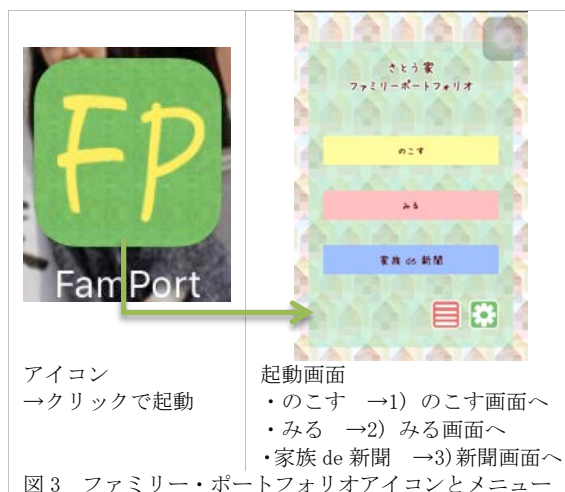 FP
FamPort
さとう家
ファミリーポートフォリオ
のこす
みる
家族 de 新聞
アイコン
→クリックで起動
起動画面
・のこす　→1) のこす画面へ
・みる　→2) みる画面へ
・家族 de 新聞　→3)新聞画面へ
図3　ファミリー・ポートフォリオアイコンとメニュー